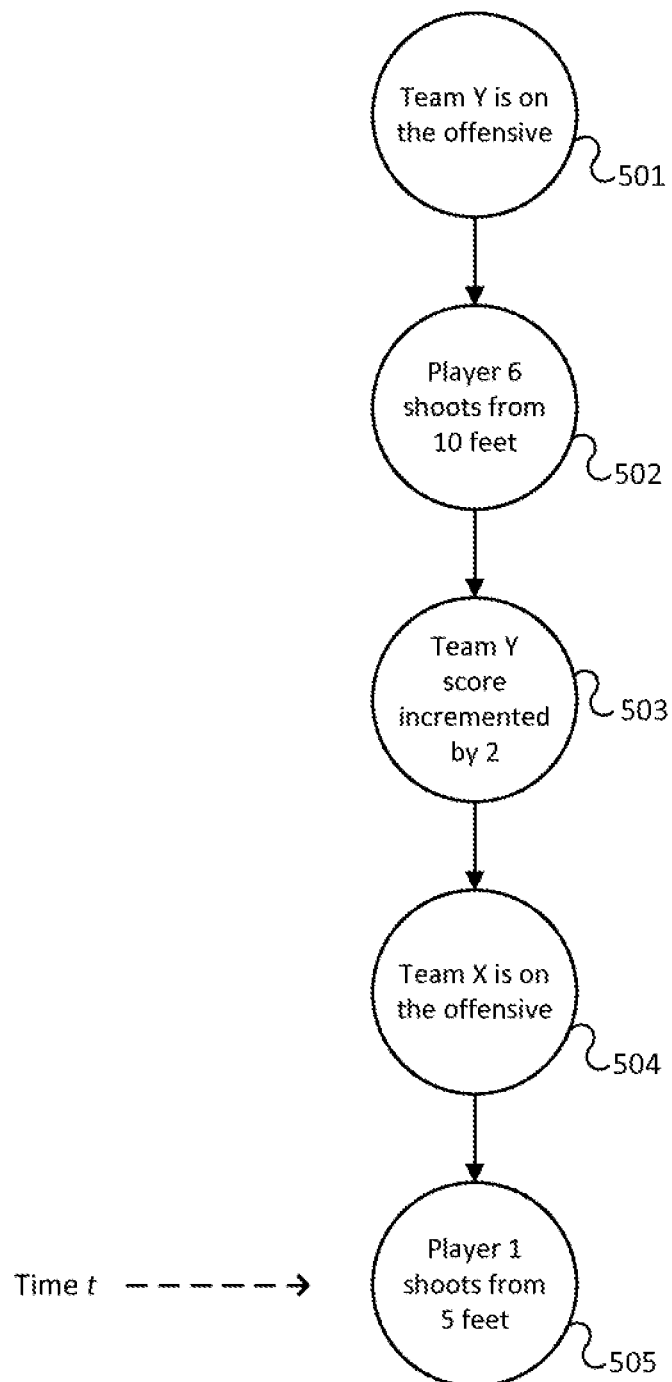 Team Y is on
the offensive
501
Player 6
shoots from
10 feet
502
Team Y
score
incremented
by 2
503
Team X is on
the offensive
504
Time t
Player 1
shoots from
5 feet
505